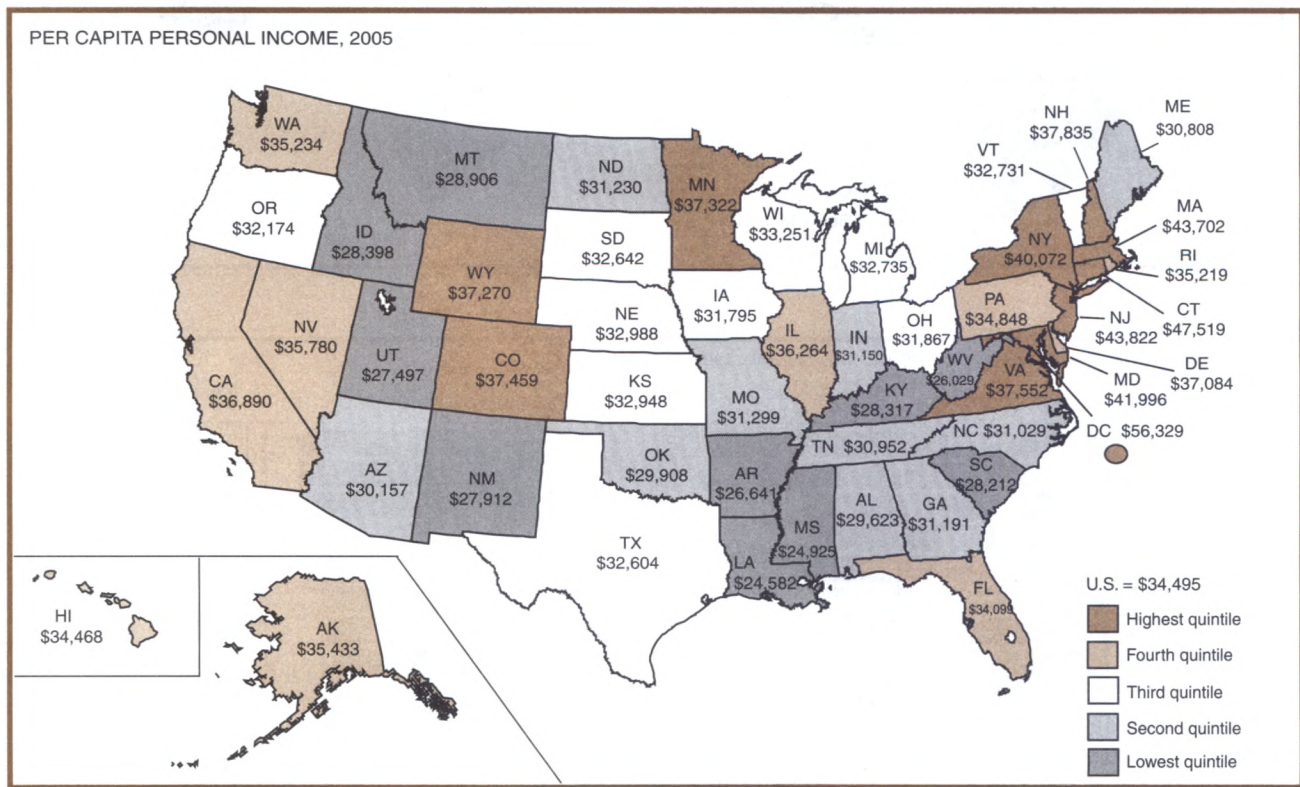 PER CAPITA PERSONAL INCOME, 2005
WA
$35,234
OR
$32,174
CA
$36,890
NV
$35,780
ID
$28,398
MT
$28,906
WY
$37,270
UT
$27,497
CO
$37,459
AZ
$30,157
NM
$27,912
ND
$31,230
SD
$32,642
NE
$32,988
KS
$32,948
OK
$29,908
TX
$32,604
MN
$37,322
IA
$31,795
MO
$31,299
AR
$26,641
LA
$24,582
WI
$33,251
IL
$36,264
MI
$32,735
IN
$31,150
OH
$31,867
KY
$28,317
TN $30,952
MS
$24,925
AL
$29,623
GA
$31,191
FL
$34,099
SC
$28,212
NC $31,029
VA
$37,552
WV
$26,029
PA
$34,848
NY
$40,072
VT
$32,731
NH
$37,835
ME
$30,808
MA
$43,702
RI
$35,219
CT
$47,519
NJ
$43,822
DE
$37,084
MD
$41,996
DC $56,329
HI
$34,468
AK
$35,433
U.S. = $34,495
Highest quintile
Fourth quintile
Third quintile
Second quintile
Lowest quintile